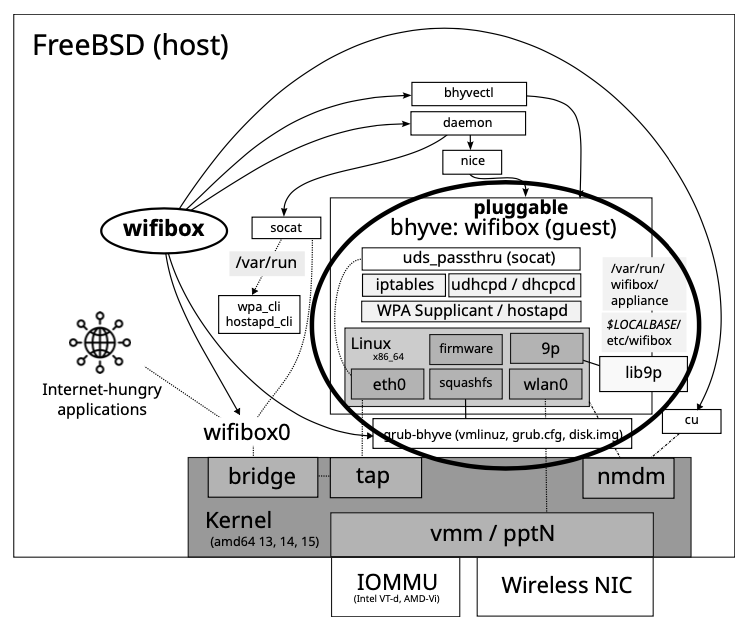 FreeBSD (host)
bhyvectl
daemon
nice
pluggable
bhyve: wifibox (guest)
wifibox
socat
/var/run
wpa_cli
hostapd_cli
uds_passthru (socat)
iptables
udhcpd / dhcpcd
WPA Supplicant / hostapd
/var/run/
wifibox/
appliance
$LOCALBASE/
etc/wifibox
Linux
x86_64
firmware
9p
lib9p
eth0
squashfs
wlan0
Internet-hungry
applications
wifibox0
grub-bhyve (vmlinuz, grub.cfg, disk.img)
cu
bridge
tap
nmdm
Kernel
(amd64 13, 14, 15)
vmm / pptN
IOMMU
(Intel VT-d, AMD-Vi)
Wireless NIC